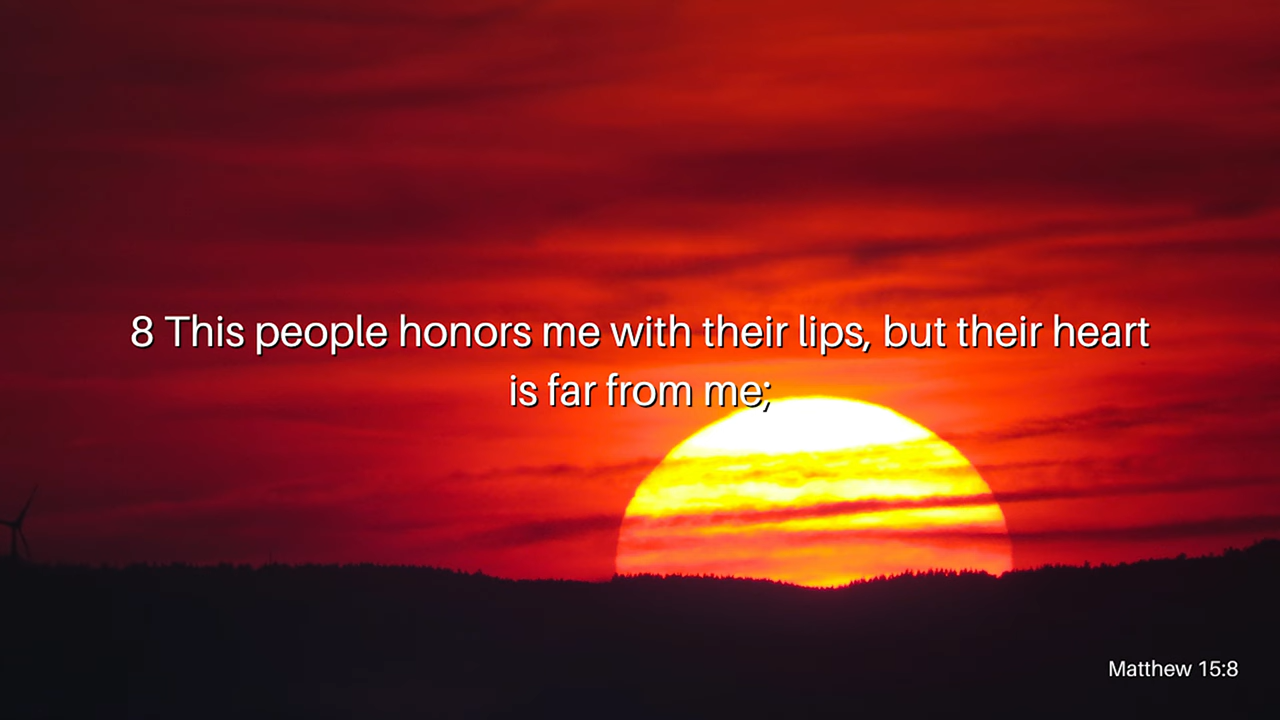 8 This people honors me with their lips, but their heart
is far from me;
Matthew 15:8